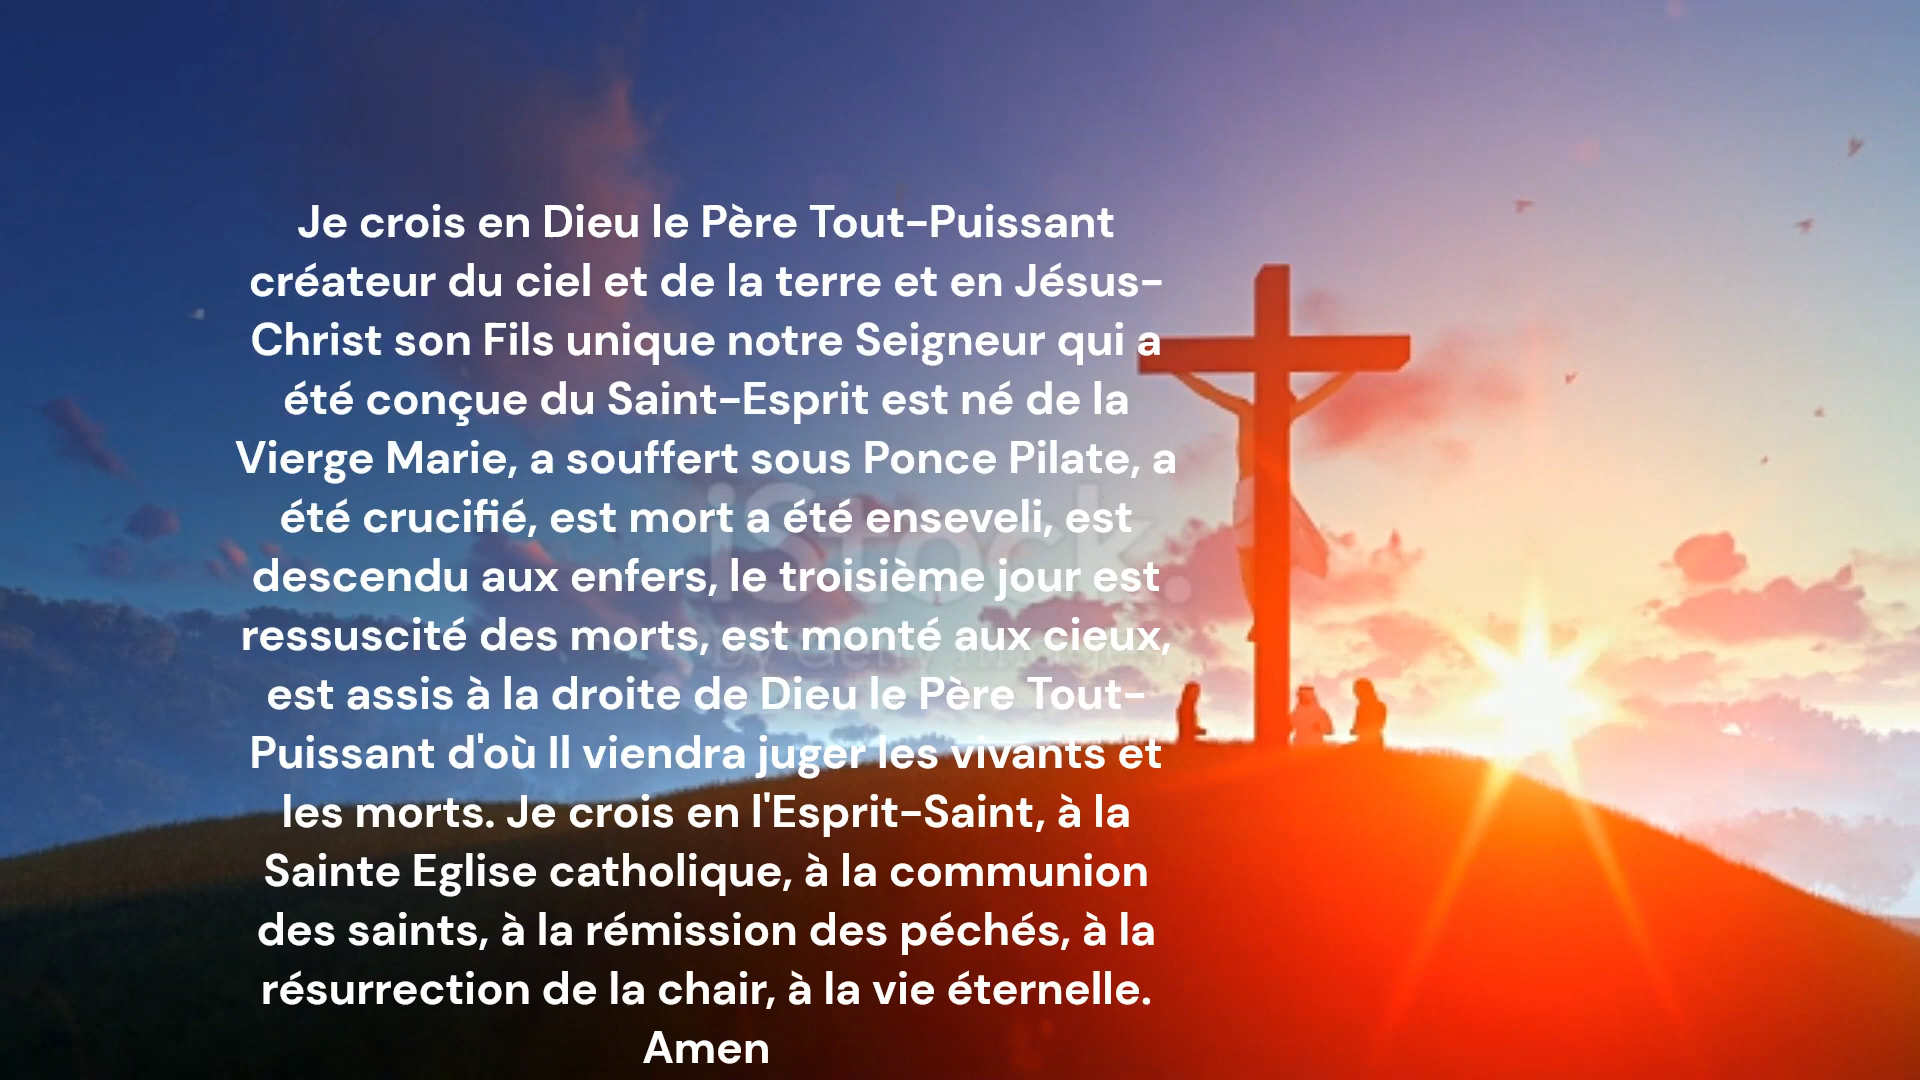 Je crois en Dieu le Père Tout-Puissant
créateur du ciel et de la terre et en Jésus-
Christ son Fils unique notre Seigneur qui a
été conçue du Saint-Esprit est né de la
Vierge Marie, a souffert sous Ponce Pilate, a
été crucifié, est mort a été enseveli, est
descendu aux enfers, le troisième jour est
ressuscité des morts, est monté aux cieux,
est assis à la droite de Dieu le Père Tout-
Puissant d'où Il viendra juger les vivants et
les morts. Je crois en l'Esprit-Saint, à la
Sainte Eglise catholique, à la communion
des saints, à la rémission des péchés, à la
résurrection de la chair, à la vie éternelle.
Amen
iStock.
by Getty Images